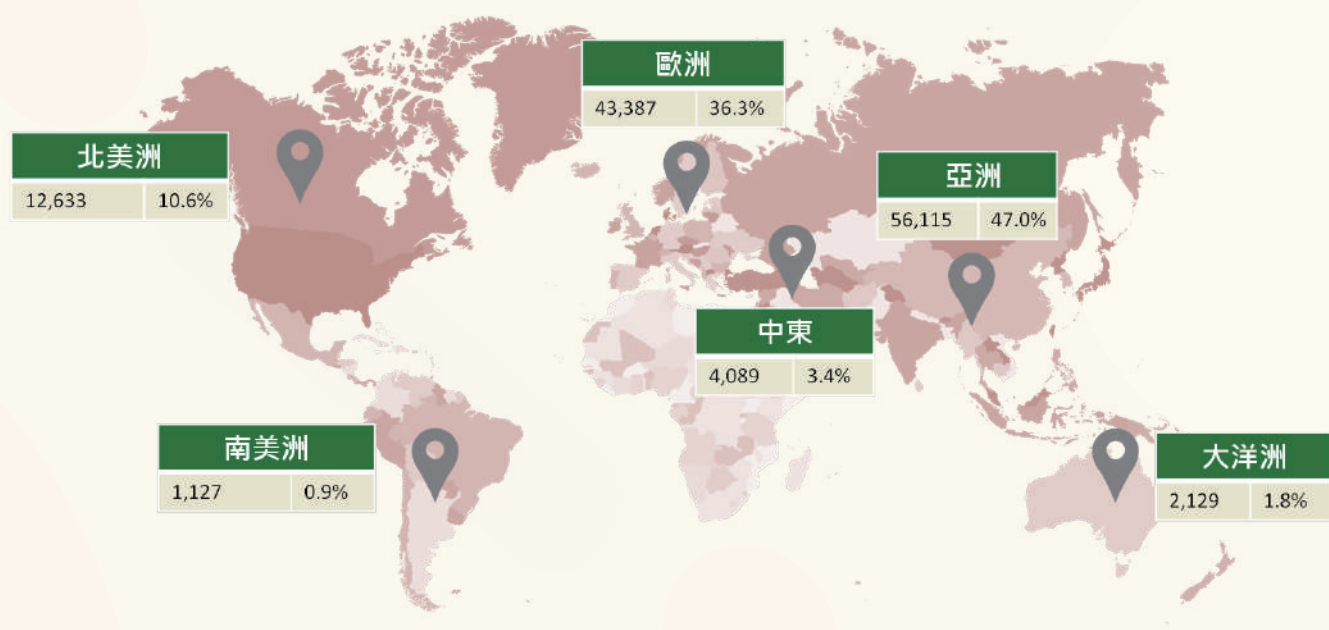 歐洲
43,387 36.3%
北美洲
12,633 10.6%
亞洲
56,115 47.0%
中東
4,089 3.4%
南美洲
1,127 0.9%
大洋洲
2,129 1.8%